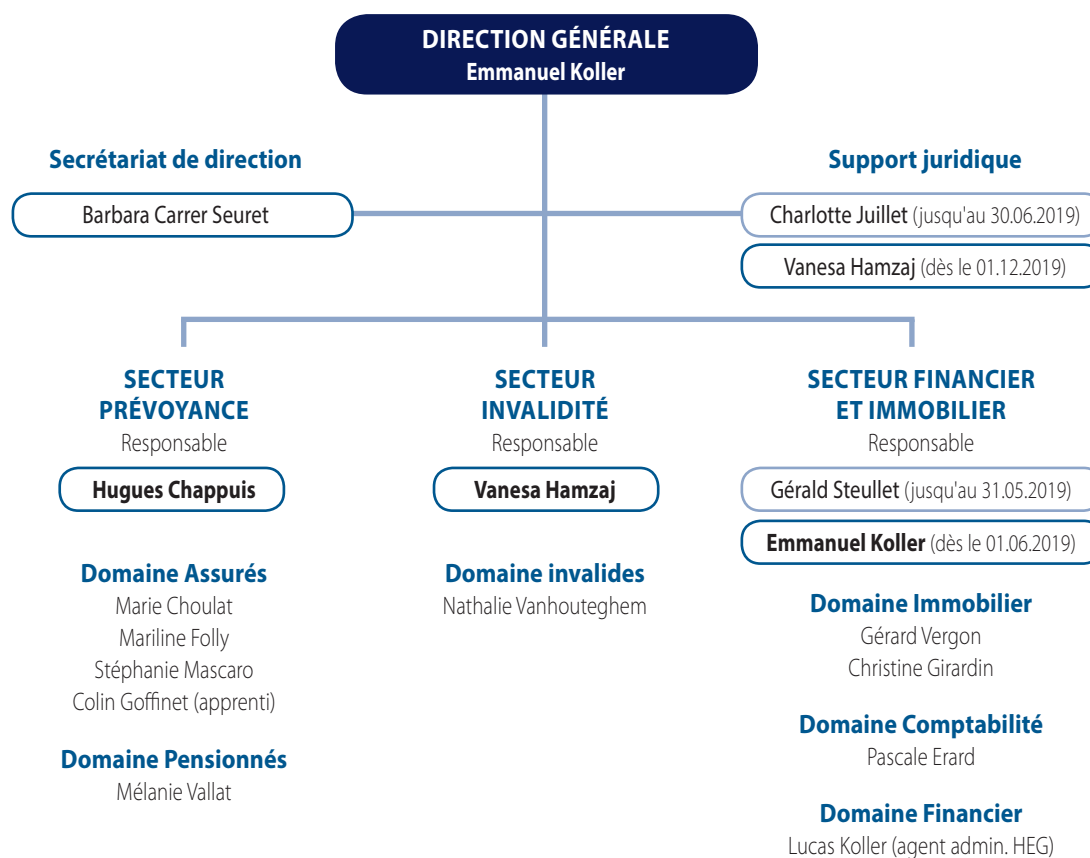 DIRECTION GÉNÉRALE
Emmanuel Koller
Secrétariat de direction
Barbara Carrer Seuret
Support juridique
Charlotte Juillet (jusqu'au 30.06.2019)
Vanesa Hamzaj (dès le 01.12.2019)
SECTEUR
PRÉVOYANCE
Responsable
Hugues Chappuis
Domaine Assurés
Marie Choulat
Mariline Folly
Stéphanie Mascaro
Colin Goffinet (apprenti)
Domaine Pensionnés
Mélanie Vallat
SECTEUR
INVALIDITÉ
Responsable
Vanesa Hamzaj
Domaine invalides
Nathalie Vanhouteghem
SECTEUR FINANCIER
ET IMMOBILIER
Responsable
Gérald Steullet (jusqu'au 31.05.2019)
Emmanuel Koller (dès le 01.06.2019)
Domaine Immobilier
Gérard Vergon
Christine Girardin
Domaine Comptabilité
Pascale Erard
Domaine Financier
Lucas Koller (agent admin. HEG)